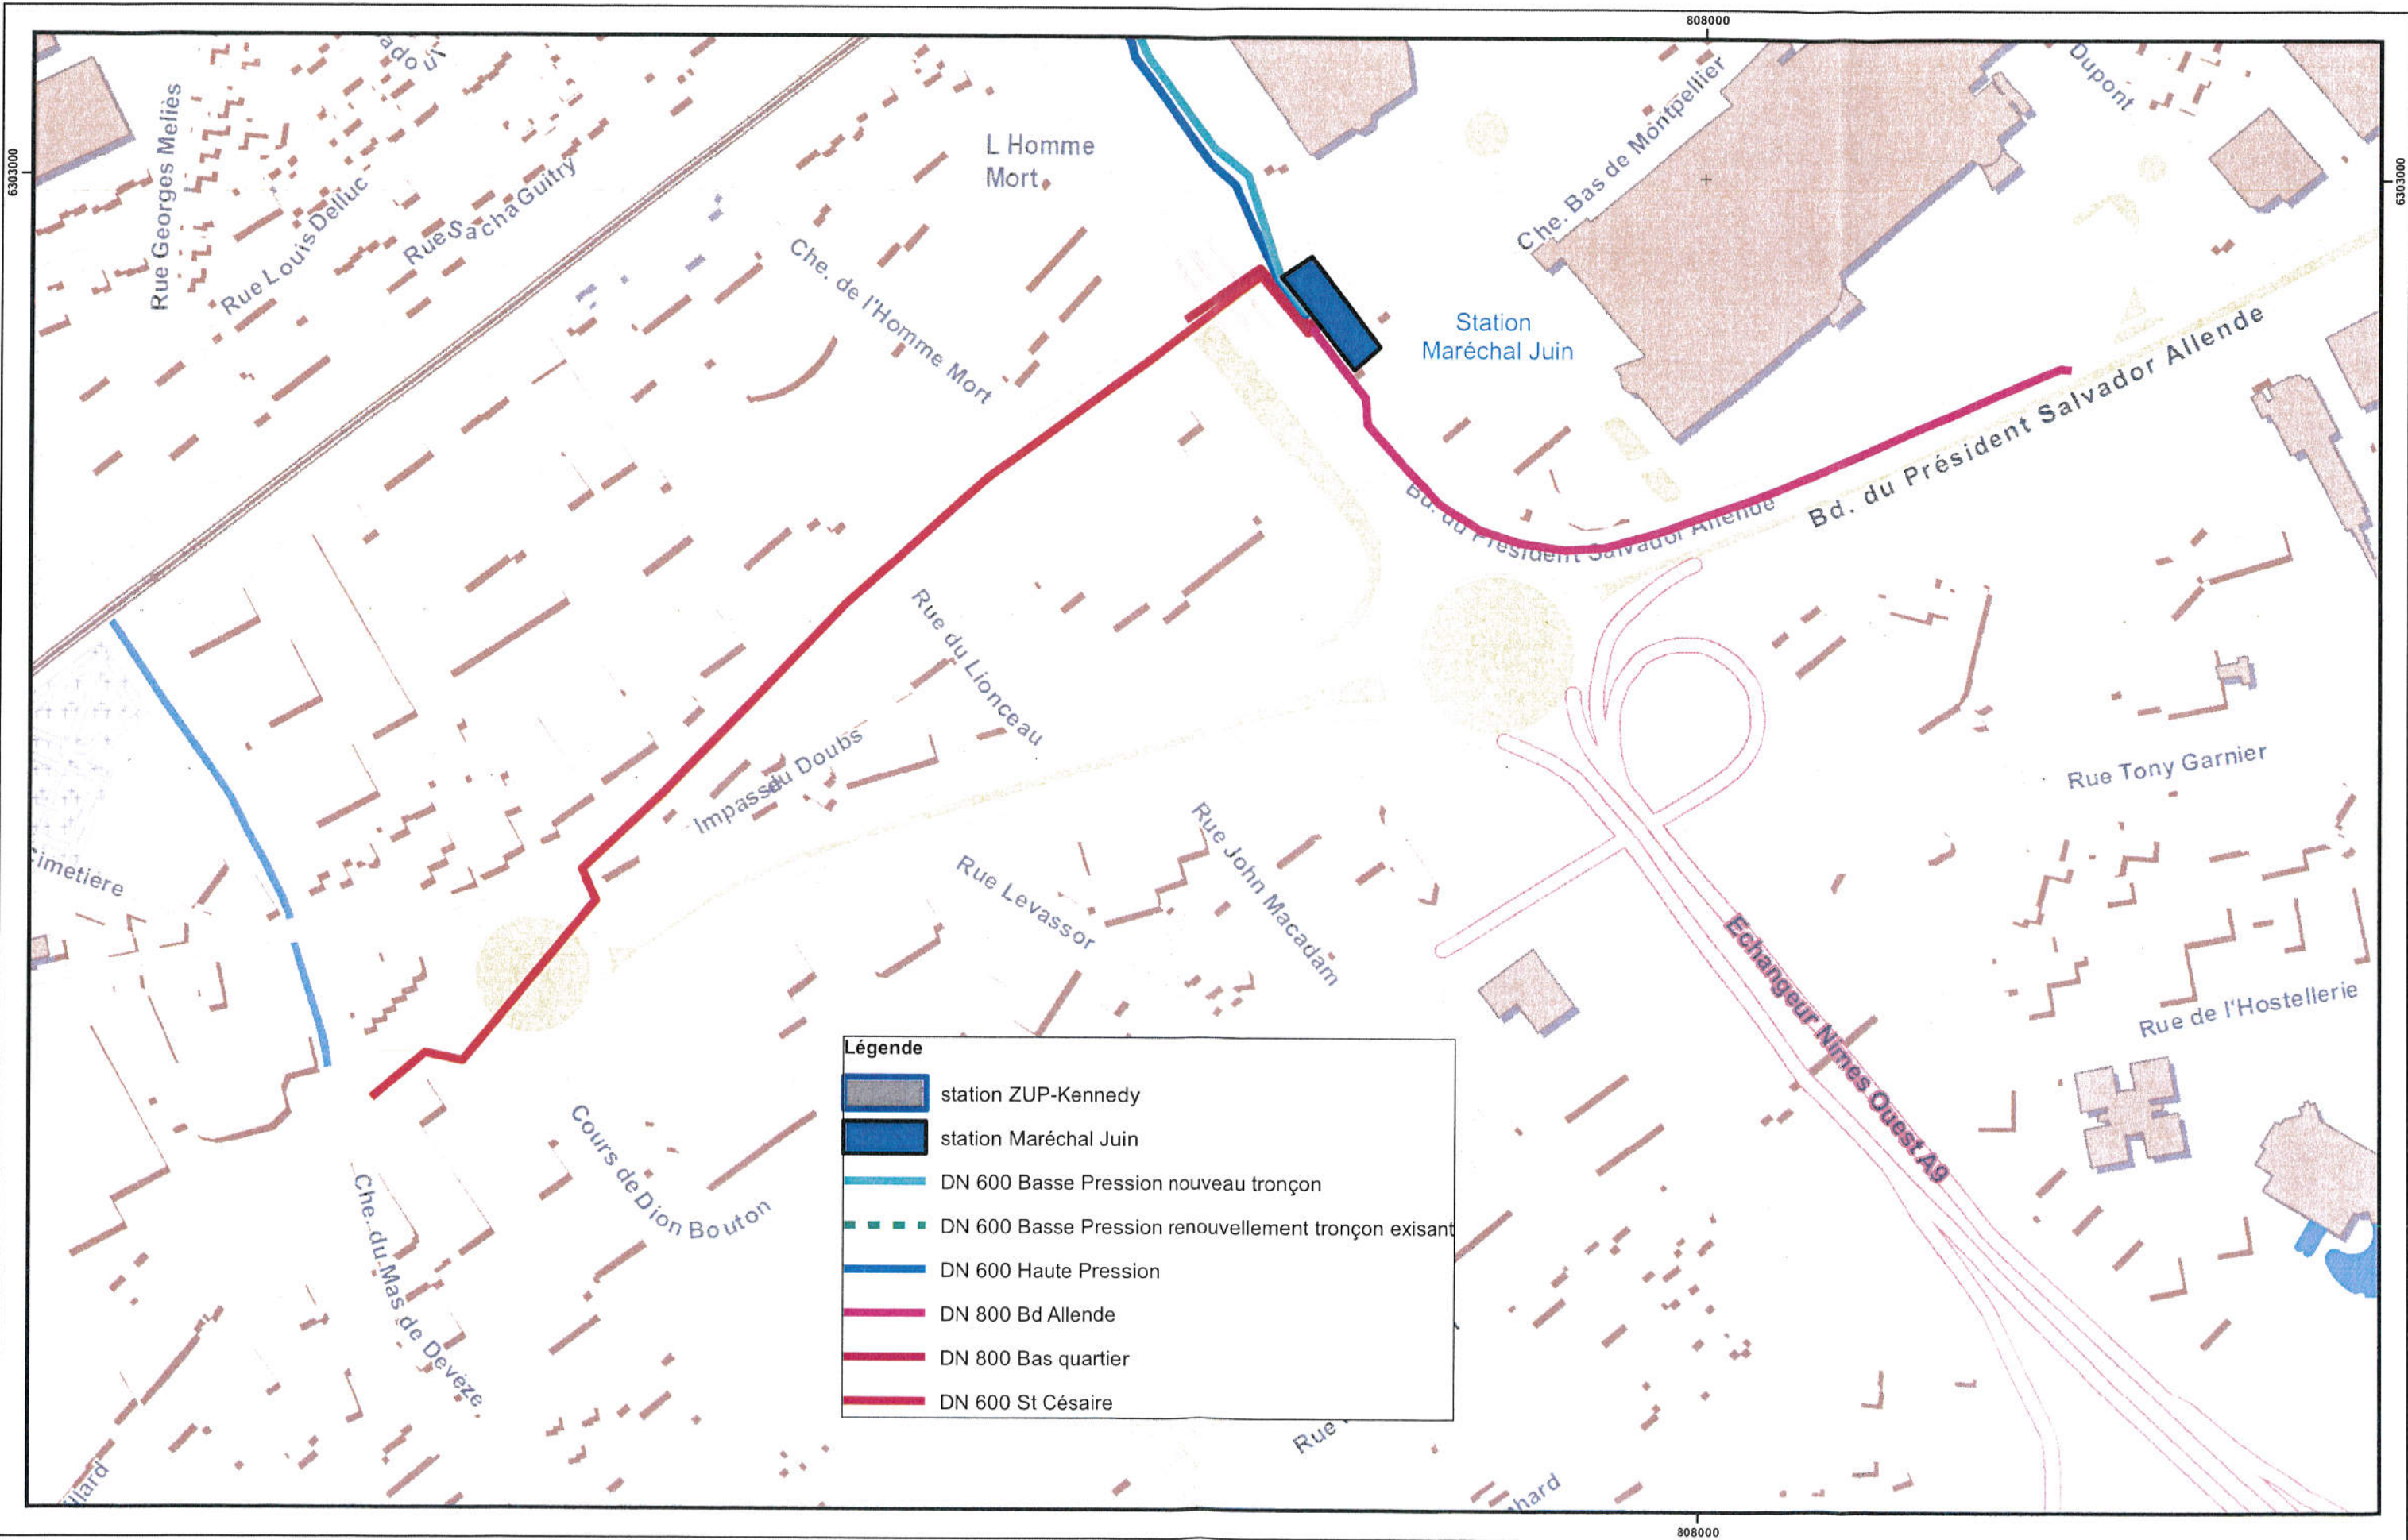 808000
6303000
6303000
Rue Georges Meliès
Rue Louis Delluc
Rue Sacha Guitry
L Homme
Mort
Che. de l'Homme Mort
Che. Bas de Montpellier
Dupont
Station
Maréchal Juin
Bd. du Président Salvador Allende
Bd. du Président Salvador Allende
Rue du Lionceau
Impasse du Doubs
Rue Levassor
Rue John Macadam
Rue Tony Garnier
Rue de l'Hostellerie
Echangeur Nîmes Ouest A9
Cimetière
Cours de Dion Bouton
Che. du Mas de Devèze
Légende
station ZUP-Kennedy
station Maréchal Juin
DN 600 Basse Pression nouveau tronçon
DN 600 Basse Pression renouvellement tronçon exisant
DN 600 Haute Pression
DN 800 Bd Allende
DN 800 Bas quartier
DN 600 St Césaire
Rue
808000